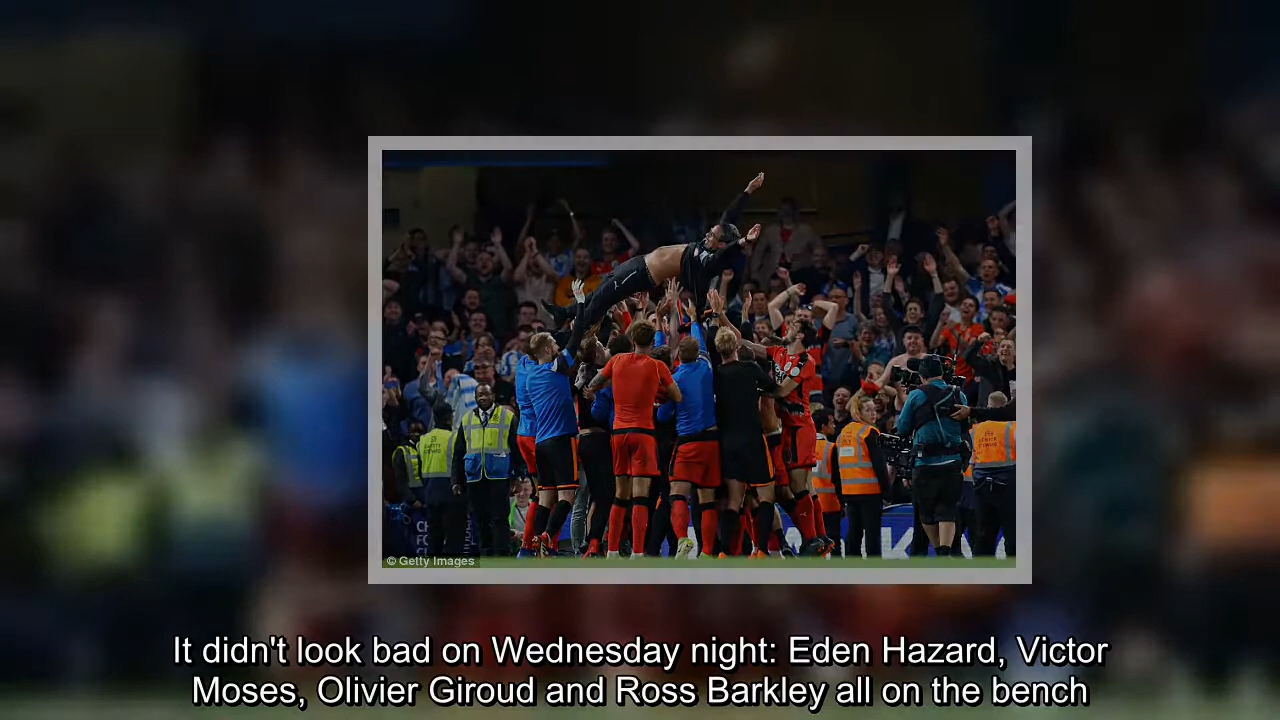 © Getty Images
It didn't look bad on Wednesday night: Eden Hazard, Victor
Moses, Olivier Giroud and Ross Barkley all on the bench